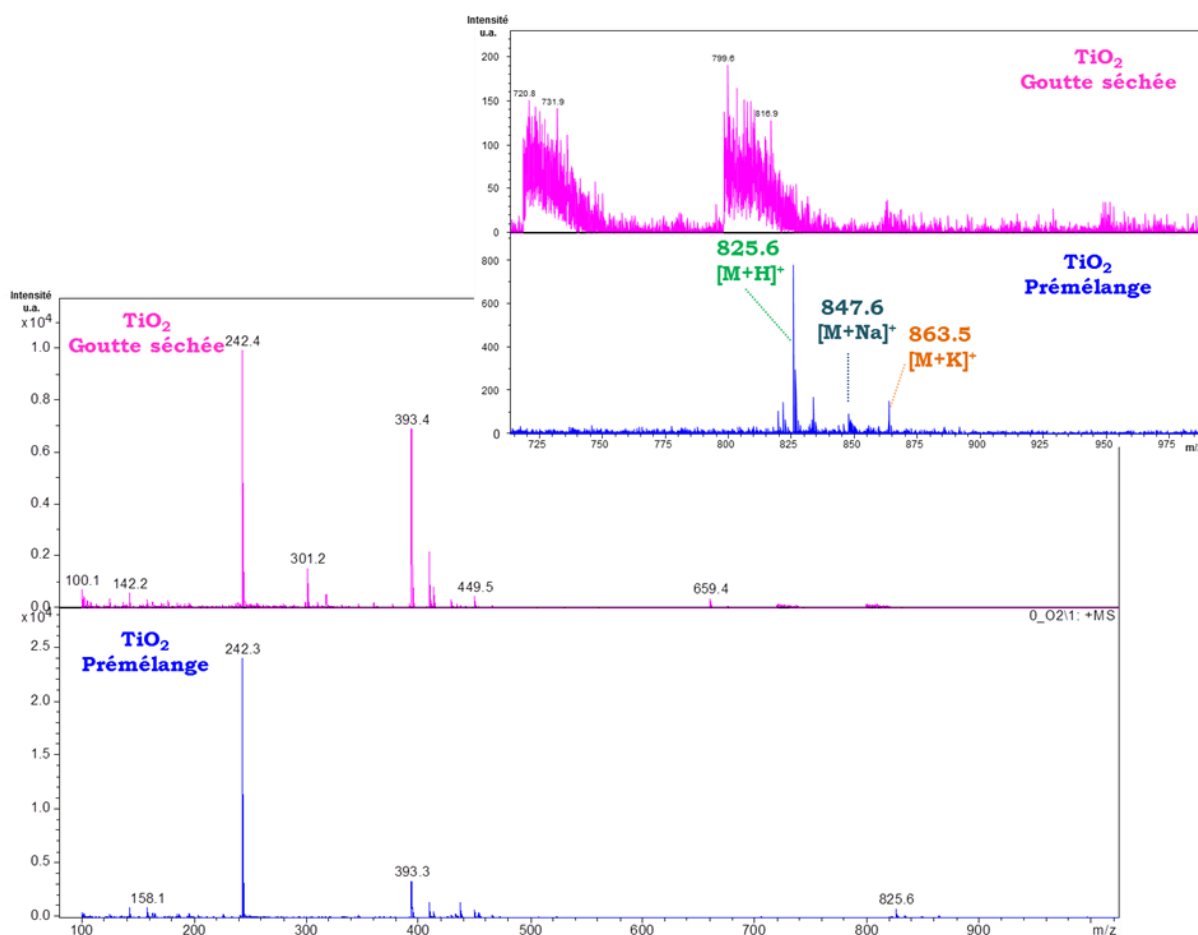 Intensité
u.a.
200
150
100
50
0
720.8
731.9
799.6
816.9
TiO₂
Goutte séchée
800
600
400
200
0
825.6
[M+H]⁺
847.6
[M+Na]⁺
863.5
[M+K]⁺
TiO₂
Prémélange
725 750 775 800 825 850 875 900 925 950 975 m/z
Intensité
u.a.
x10⁴
1.0
0.8
0.6
0.4
0.2
0.0
TiO₂
Goutte séchée
242.4
393.4
301.2
100.1
142.2
449.5
659.4
0_O2\1: +MS
x10⁴
2.5
2.0
1.5
1.0
0.5
0.0
TiO₂
Prémélange
242.3
393.3
158.1
825.6
100 200 300 400 500 600 700 800 900 m/z